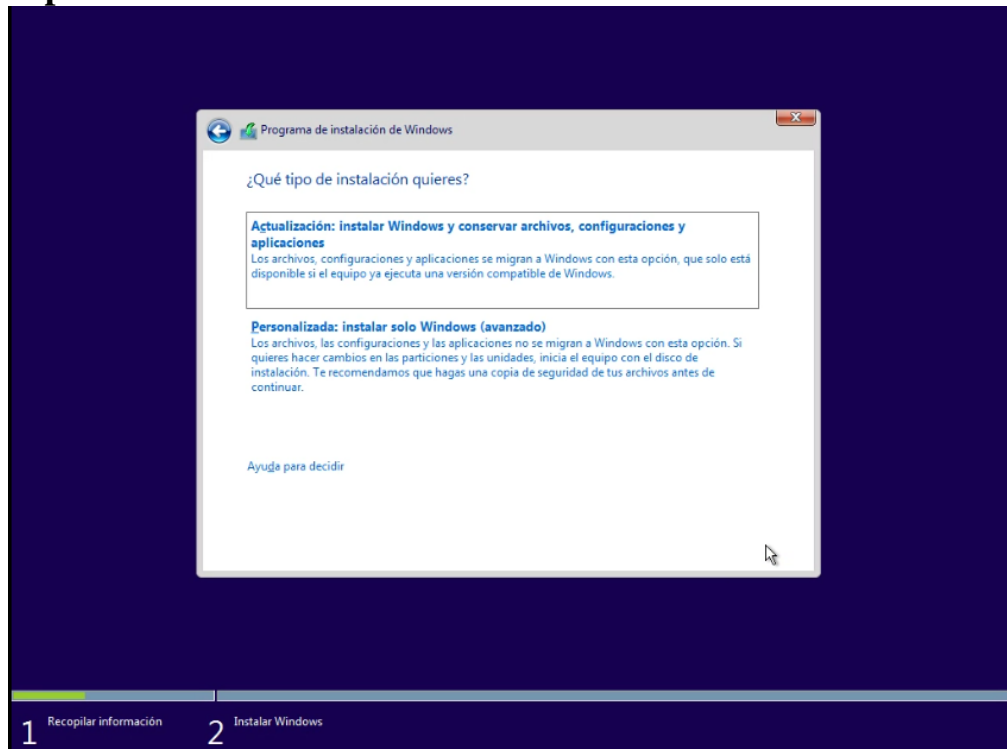 Programa de instalación de Windows
¿Qué tipo de instalación quieres?
Actualización: instalar Windows y conservar archivos, configuraciones y
aplicaciones
Los archivos, configuraciones y aplicaciones se migran a Windows con esta opción, que solo está
disponible si el equipo ya ejecuta una versión compatible de Windows.
Personalizada: instalar solo Windows (avanzado)
Los archivos, las configuraciones y las aplicaciones no se migran a Windows con esta opción. Si
quieres hacer cambios en las particiones y las unidades, inicia el equipo con el disco de
instalación. Te recomendamos que hagas una copia de seguridad de tus archivos antes de
continuar.
Ayuda para decidir
1 Recopilar información
2 Instalar Windows